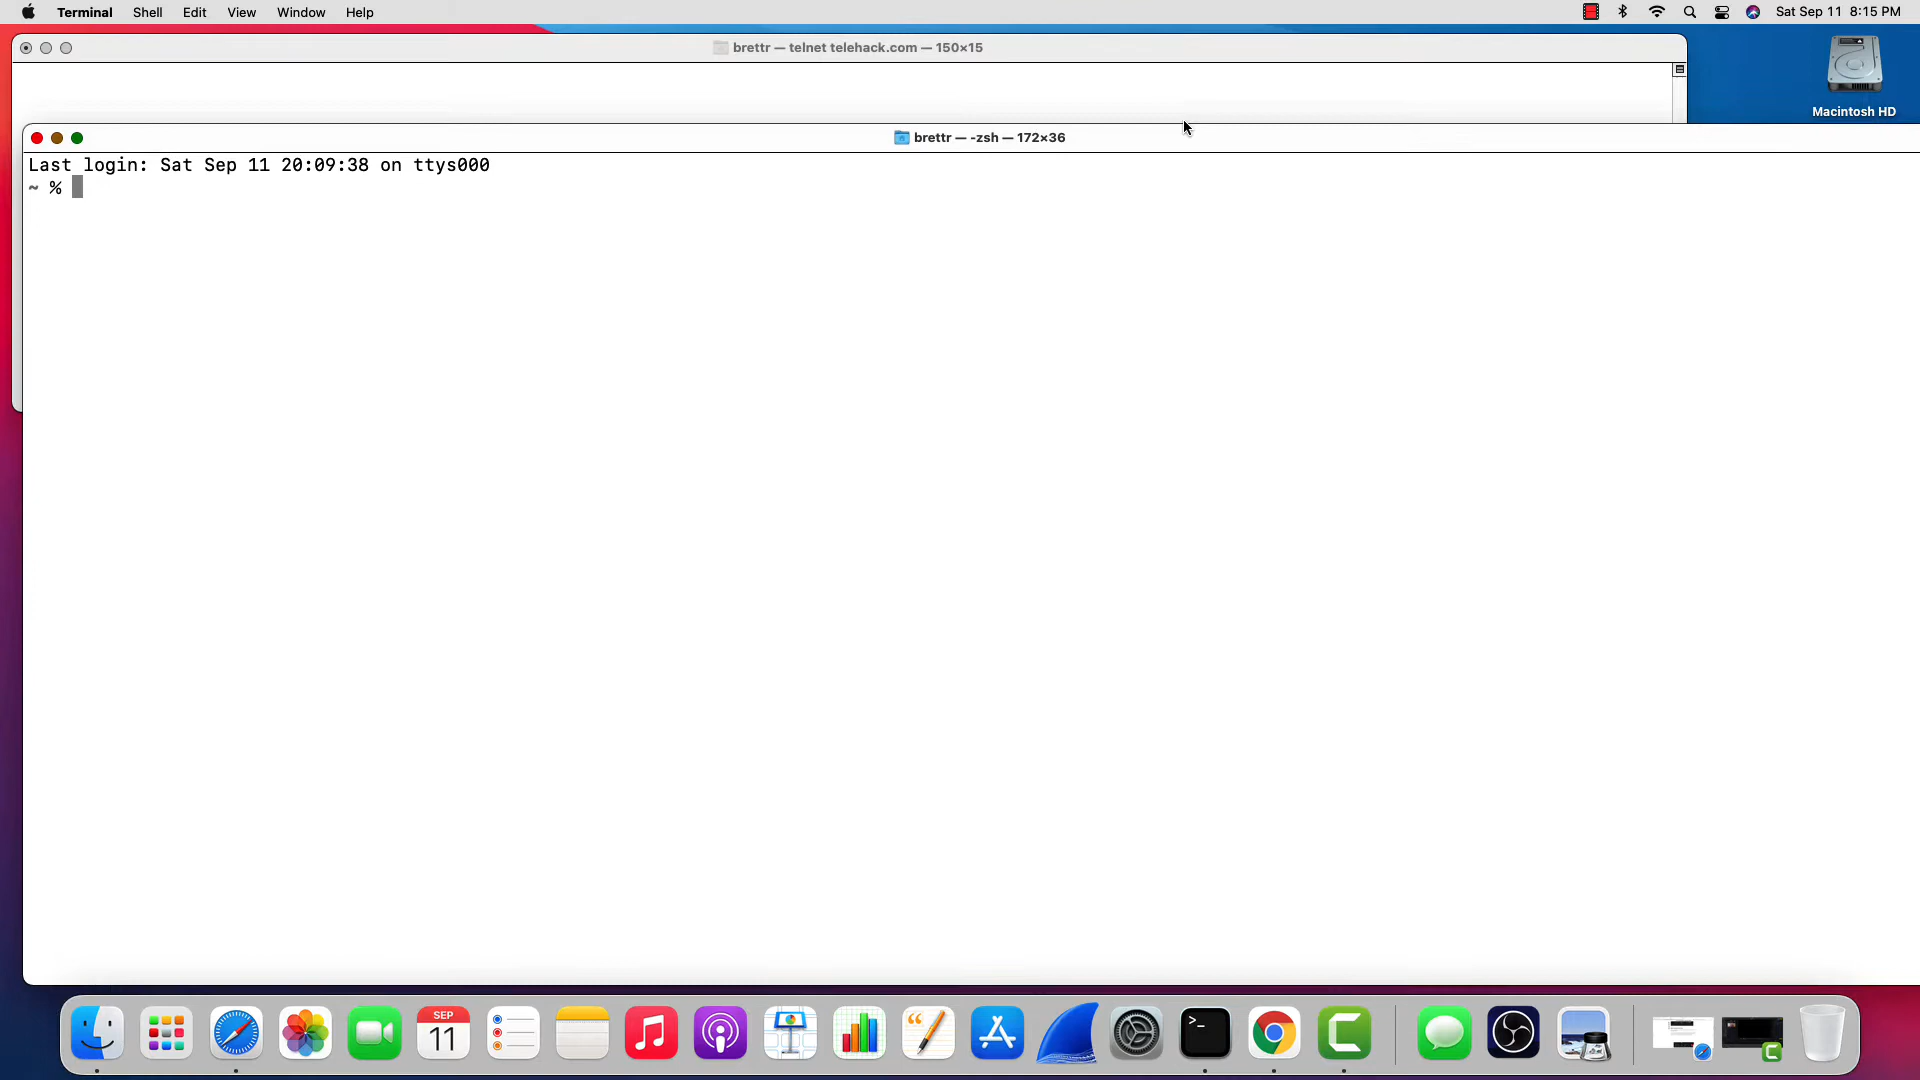 Terminal Shell Edit View Window Help Sat Sep 11 8:15 PM
brettr — telnet telehack.com — 150×15
Macintosh HD
brettr — -zsh — 172×36
Last login: Sat Sep 11 20:09:38 on ttys000
~ %
SEP
11
>_